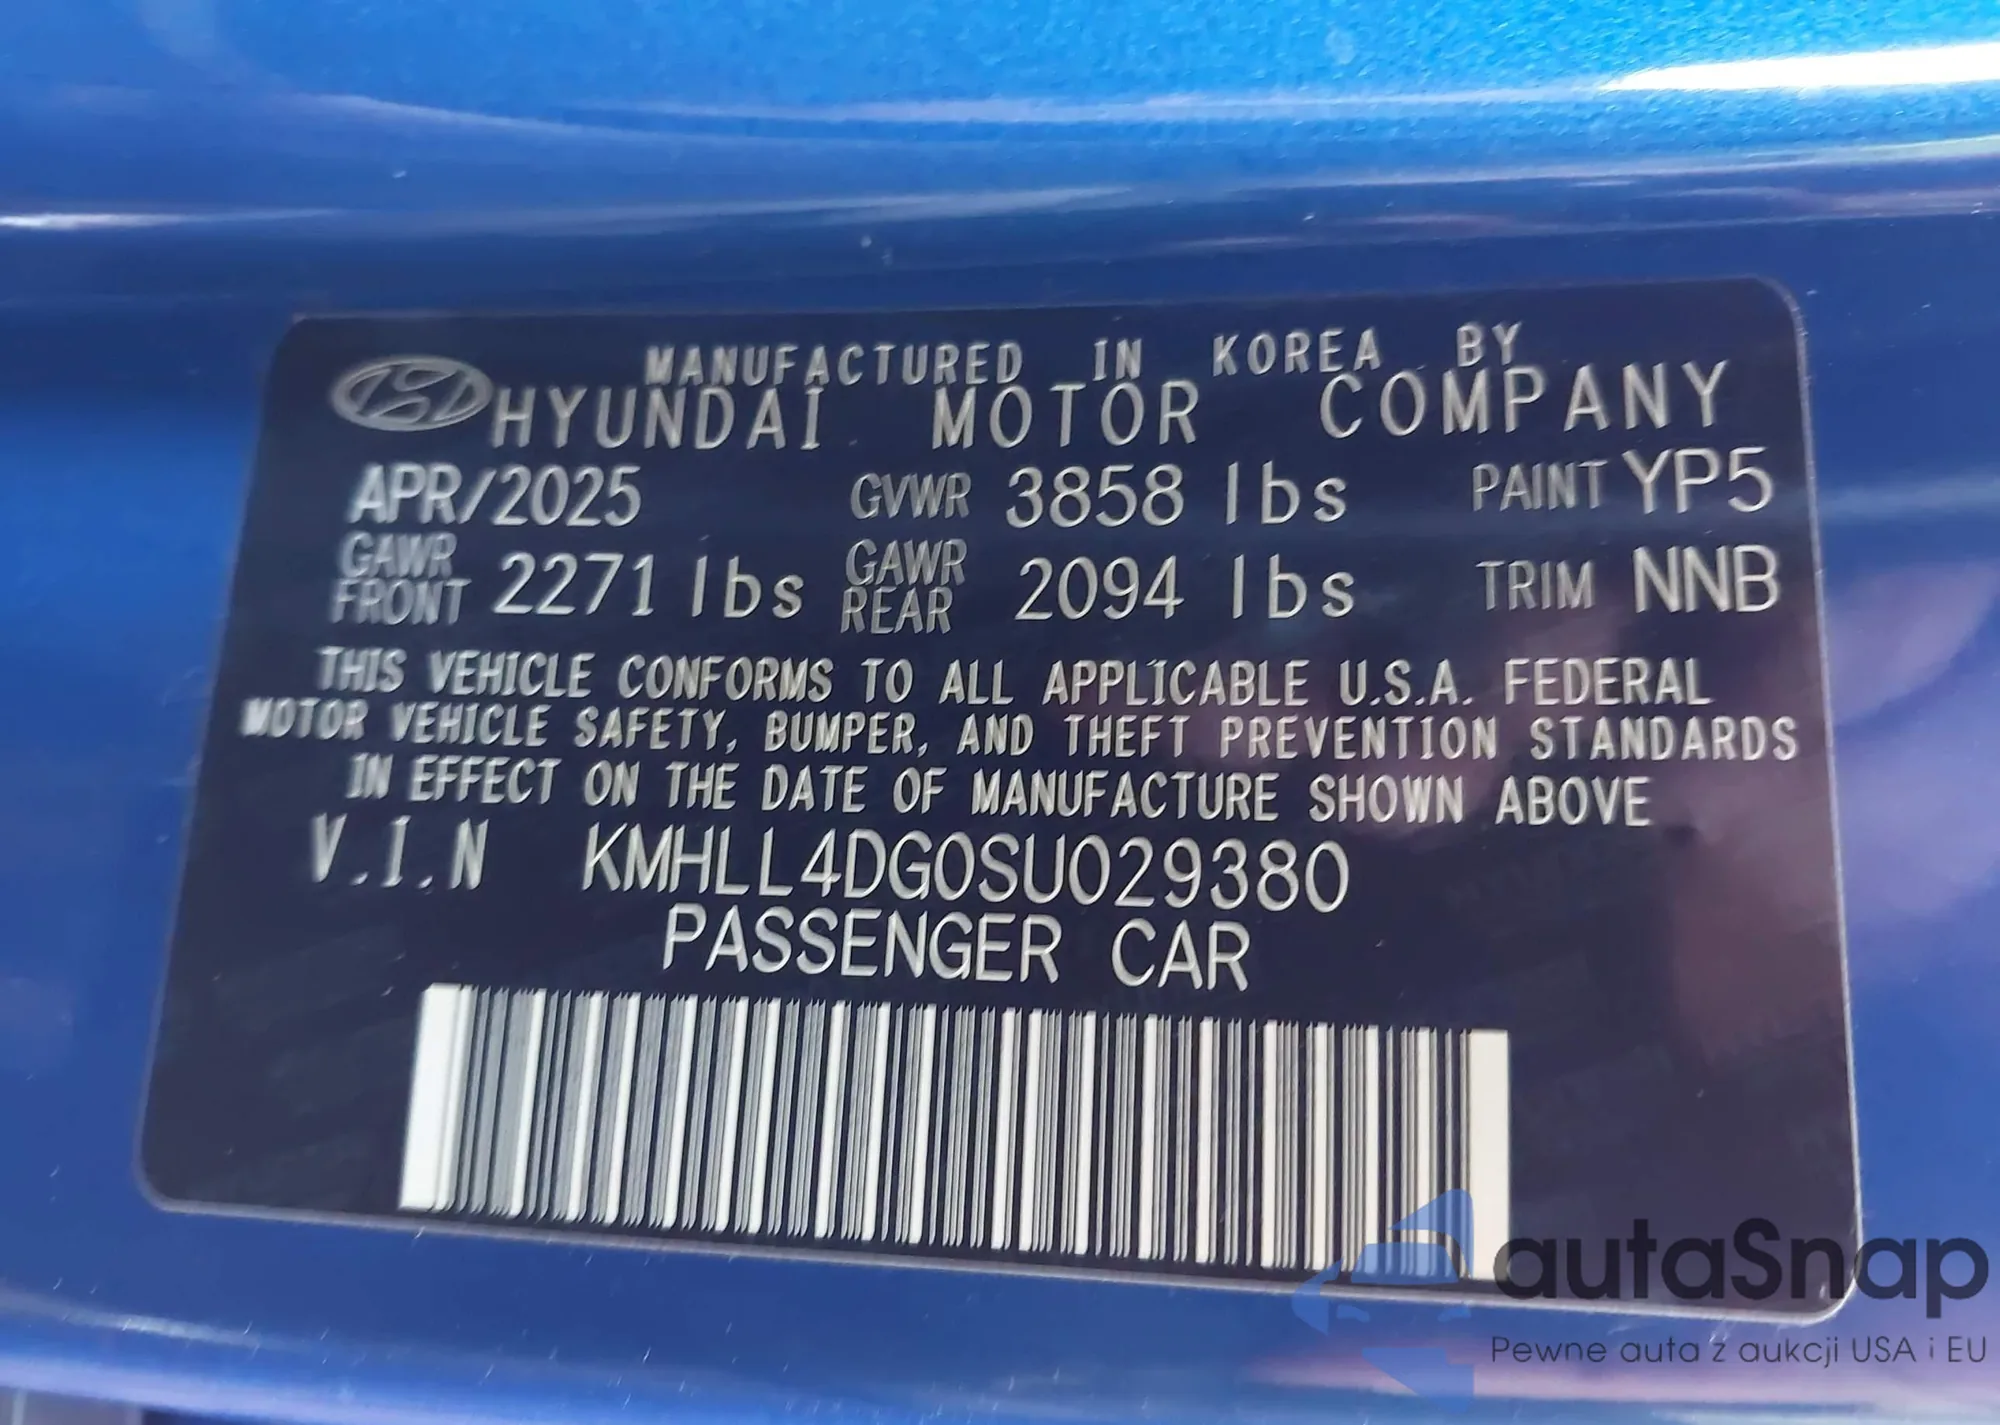 MANUFACTURED IN KOREA BY
HYUNDAI MOTOR COMPANY
APR/2025 GVWR 3858 lbs PAINT YP5
GAWR FRONT 2271 lbs GAWR REAR 2094 lbs TRIM NNB
THIS VEHICLE CONFORMS TO ALL APPLICABLE U.S.A. FEDERAL
MOTOR VEHICLE SAFETY, BUMPER, AND THEFT PREVENTION STANDARDS
IN EFFECT ON THE DATE OF MANUFACTURE SHOWN ABOVE
V.I.N KMHLL4DG0SU029380
PASSENGER CAR
autaSnap
Pewne auta z aukcji USA i EU